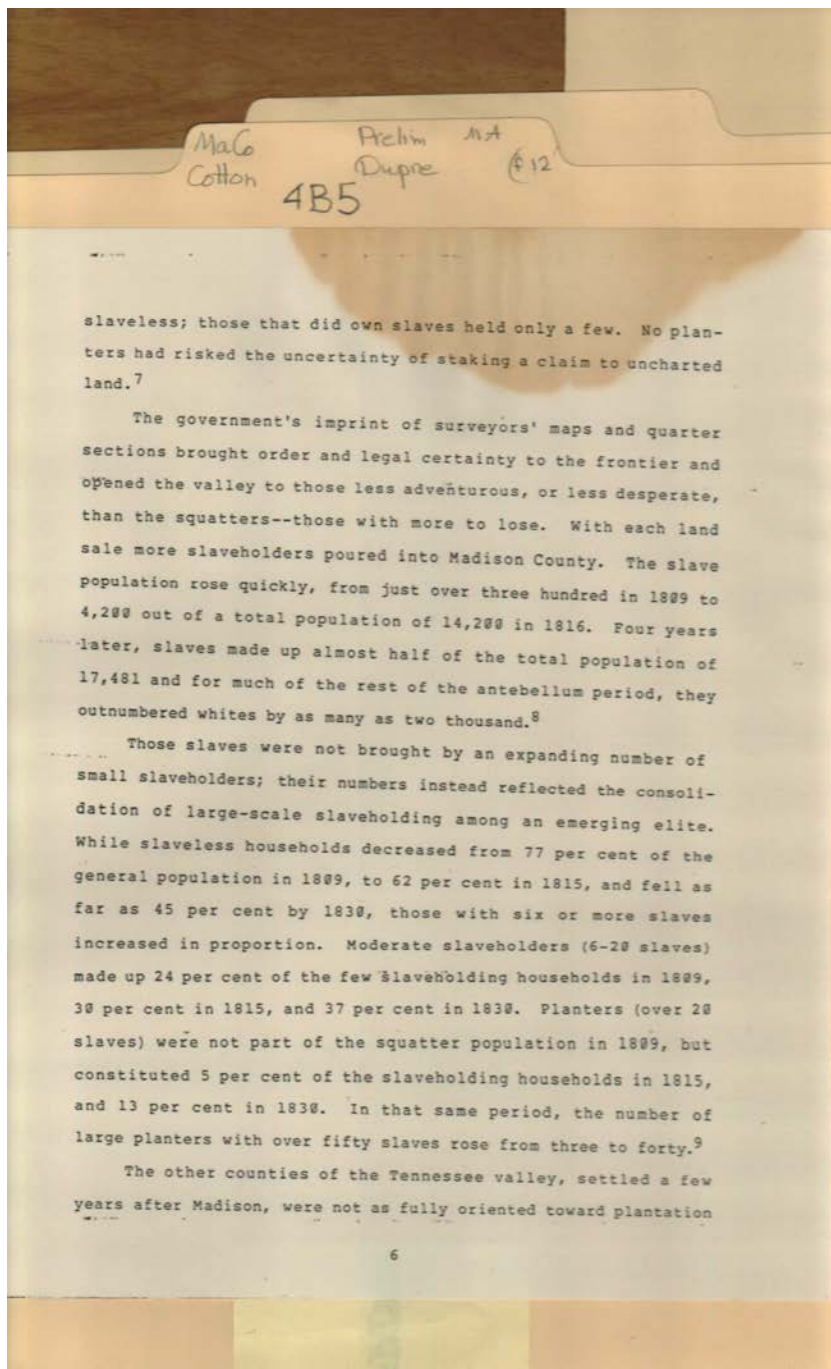 MaCo Prelim
Cotton Dupre 12
4B5
slaveless; those that did own slaves held only a few. No plan-
ters had risked the uncertainty of staking a claim to uncharted
land.7
The government's imprint of surveyors' maps and quarter
sections brought order and legal certainty to the frontier and
opened the valley to those less adventurous, or less desperate,
than the squatters--those with more to lose. With each land
sale more slaveholders poured into Madison County. The slave
population rose quickly, from just over three hundred in 1809 to
4,200 out of a total population of 14,200 in 1816. Four years
later, slaves made up almost half of the total population of
17,481 and for much of the rest of the antebellum period, they
outnumbered whites by as many as two thousand.8
Those slaves were not brought by an expanding number of
small slaveholders; their numbers instead reflected the consoli-
dation of large-scale slaveholding among an emerging elite.
While slaveless households decreased from 77 per cent of the
general population in 1809, to 62 per cent in 1815, and fell as
far as 45 per cent by 1830, those with six or more slaves
increased in proportion. Moderate slaveholders (6-20 slaves)
made up 24 per cent of the few slaveholding households in 1809,
30 per cent in 1815, and 37 per cent in 1830. Planters (over 20
slaves) were not part of the squatter population in 1809, but
constituted 5 per cent of the slaveholding households in 1815,
and 13 per cent in 1830. In that same period, the number of
large planters with over fifty slaves rose from three to forty.9
The other counties of the Tennessee valley, settled a few
years after Madison, were not as fully oriented toward plantation
6